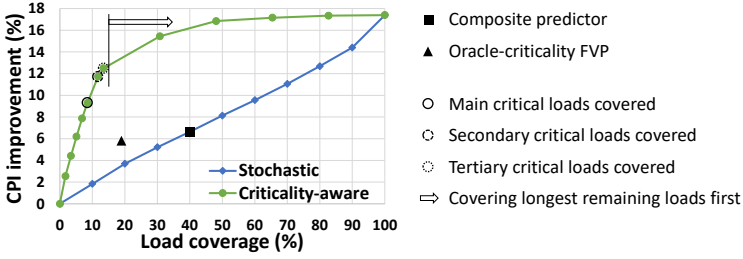 CPI improvement (%)
18
16
14
12
10
8
6
4
2
0
0 10 20 30 40 50 60 70 80 90 100
Load coverage (%)
Stochastic
Criticality-aware
Composite predictor
Oracle-criticality FVP
Main critical loads covered
Secondary critical loads covered
Tertiary critical loads covered
Covering longest remaining loads first